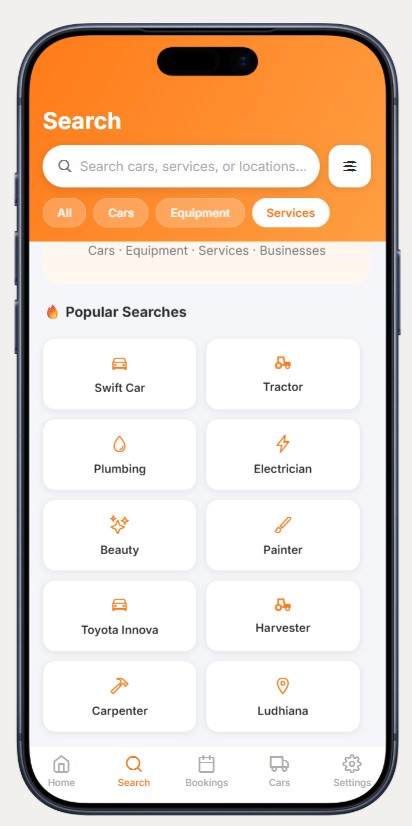 Search
Search cars, services, or locations...
All Cars Equipment Services
Cars · Equipment · Services · Businesses
Popular Searches
Swift Car Tractor
Plumbing Electrician
Beauty Painter
Toyota Innova Harvester
Carpenter Ludhiana
Home Search Bookings Cars Settings